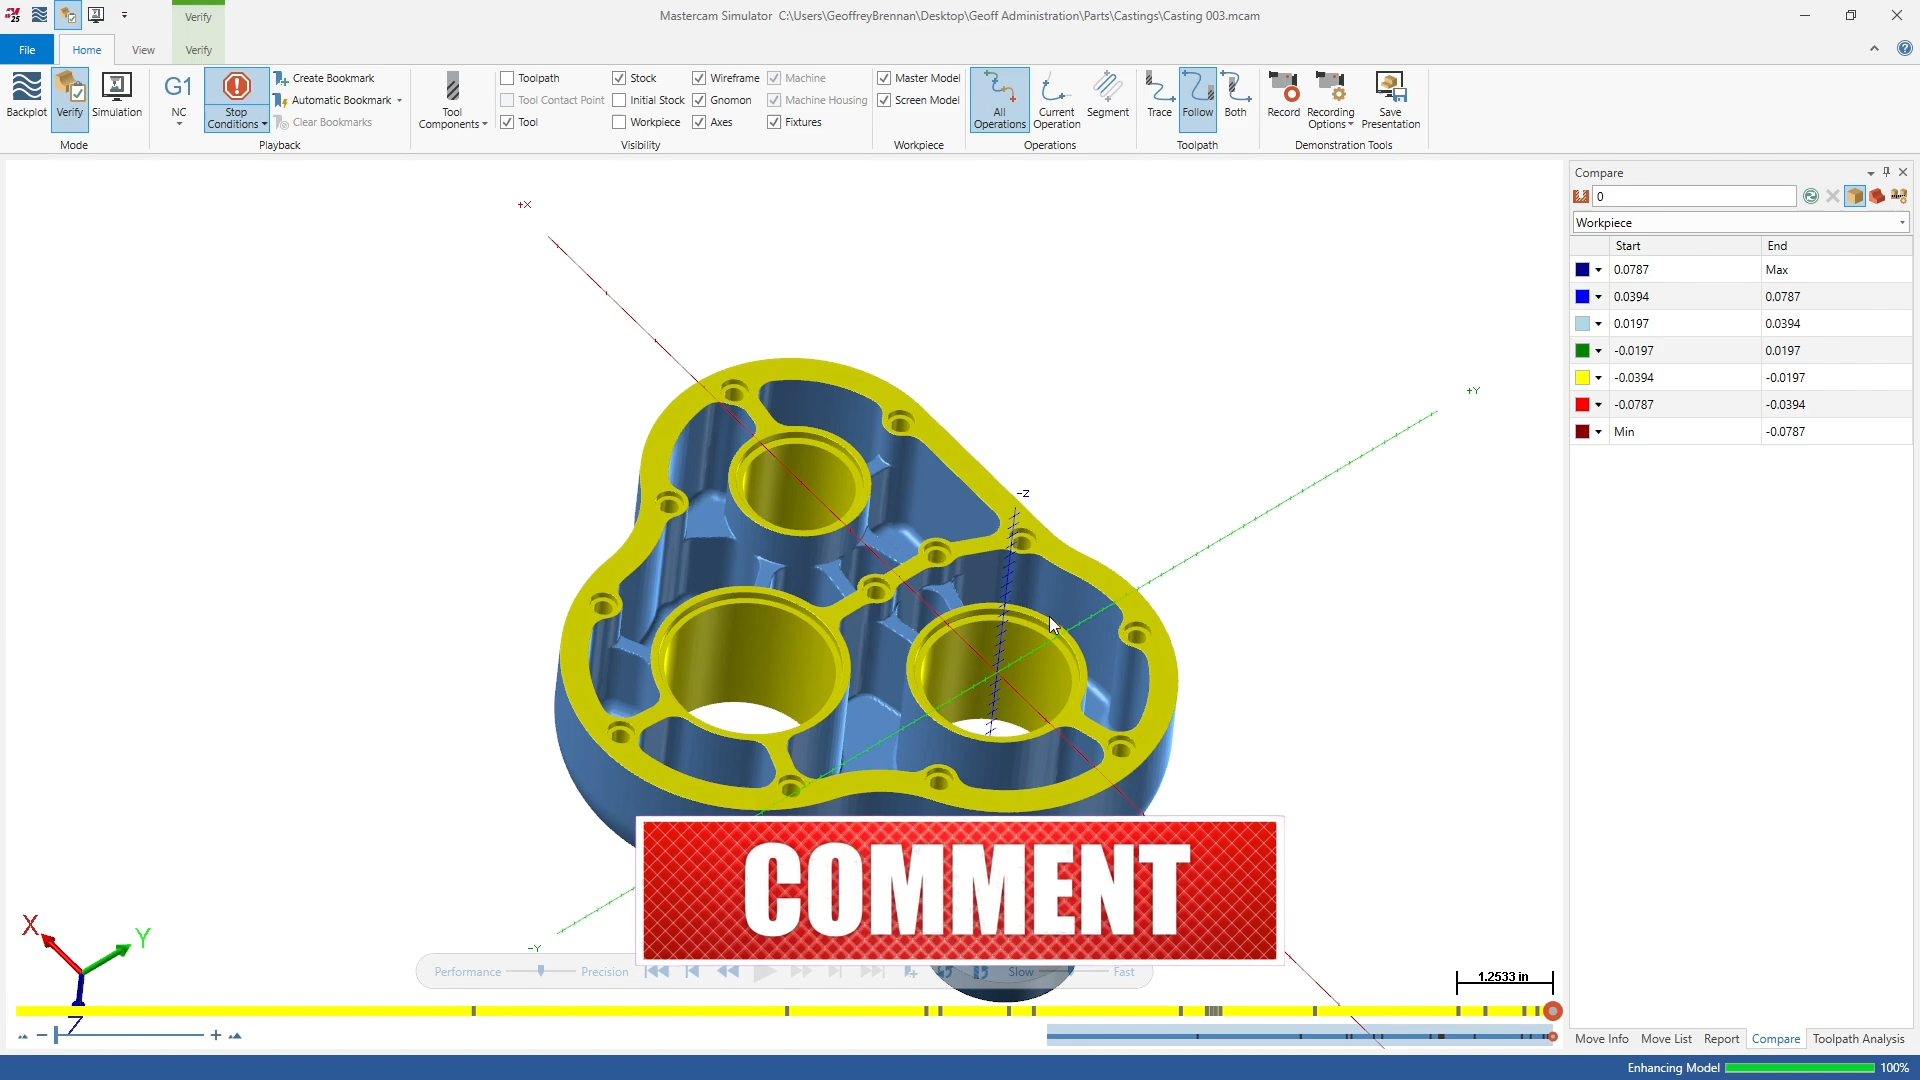 Verify
Mastercam Simulator C:\Users\GeoffreyBrennan\Desktop\Geoff Administration\Parts\Castings\Casting 003.mcam
File
Home
View
Verify
Backplot
Verify
Simulation
Mode
G1
NC
Stop Conditions
Create Bookmark
Automatic Bookmark
Clear Bookmarks
Playback
Tool Components
Toolpath
Tool Contact Point
Tool
Stock
Initial Stock
Workpiece
Wireframe
Gnomon
Axes
Machine
Machine Housing
Fixtures
Visibility
Master Model
Screen Model
Workpiece
All Operations
Current Operation
Segment
Operations
Trace
Follow
Both
Toolpath
Record
Recording Options
Save Presentation
Demonstration Tools
+X
+Y
-Z
-Y
X
Y
Z
COMMENT
Performance
Precision
Slow
Fast
1.2533 in
Compare
0
Workpiece
Start End
0.0787 Max
0.0394 0.0787
0.0197 0.0394
-0.0197 0.0197
-0.0394 -0.0197
-0.0787 -0.0394
Min -0.0787
Move Info
Move List
Report
Compare
Toolpath Analysis
Enhancing Model 100%